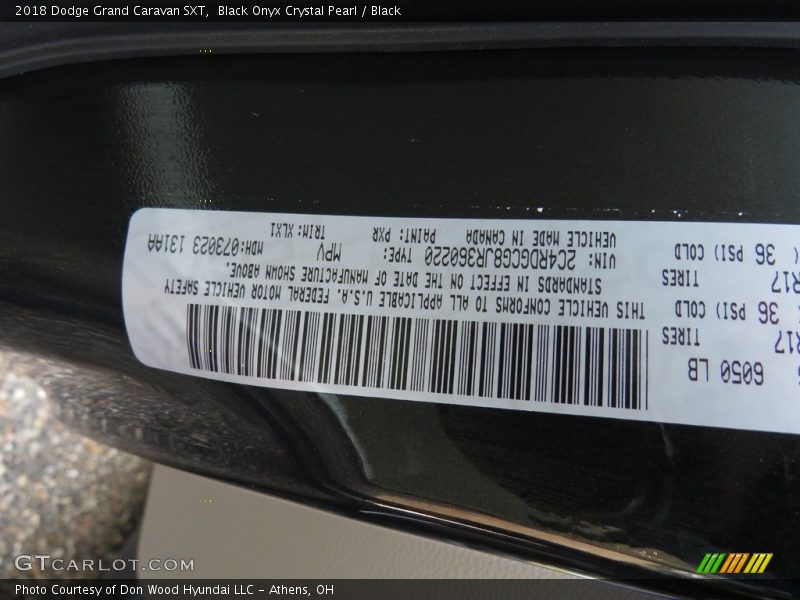 2018 Dodge Grand Caravan SXT, Black Onyx Crystal Pearl / Black
6050 LB
TIRES R17
COLD 36 PSI)
TIRES R17
COLD 36 PSI) (
THIS VEHICLE CONFORMS TO ALL APPLICABLE U.S.A. FEDERAL MOTOR VEHICLE SAFETY
STANDARDS IN EFFECT ON THE DATE OF MANUFACTURE SHOWN ABOVE.
VIN: 2C4RDGCG8JR360220 TYPE: MPV MDH:073023 131AA
VEHICLE MADE IN CANADA PAINT: PXR TRIM: XLX1
GTCARLOT.COM
Photo Courtesy of Don Wood Hyundai LLC – Athens, OH